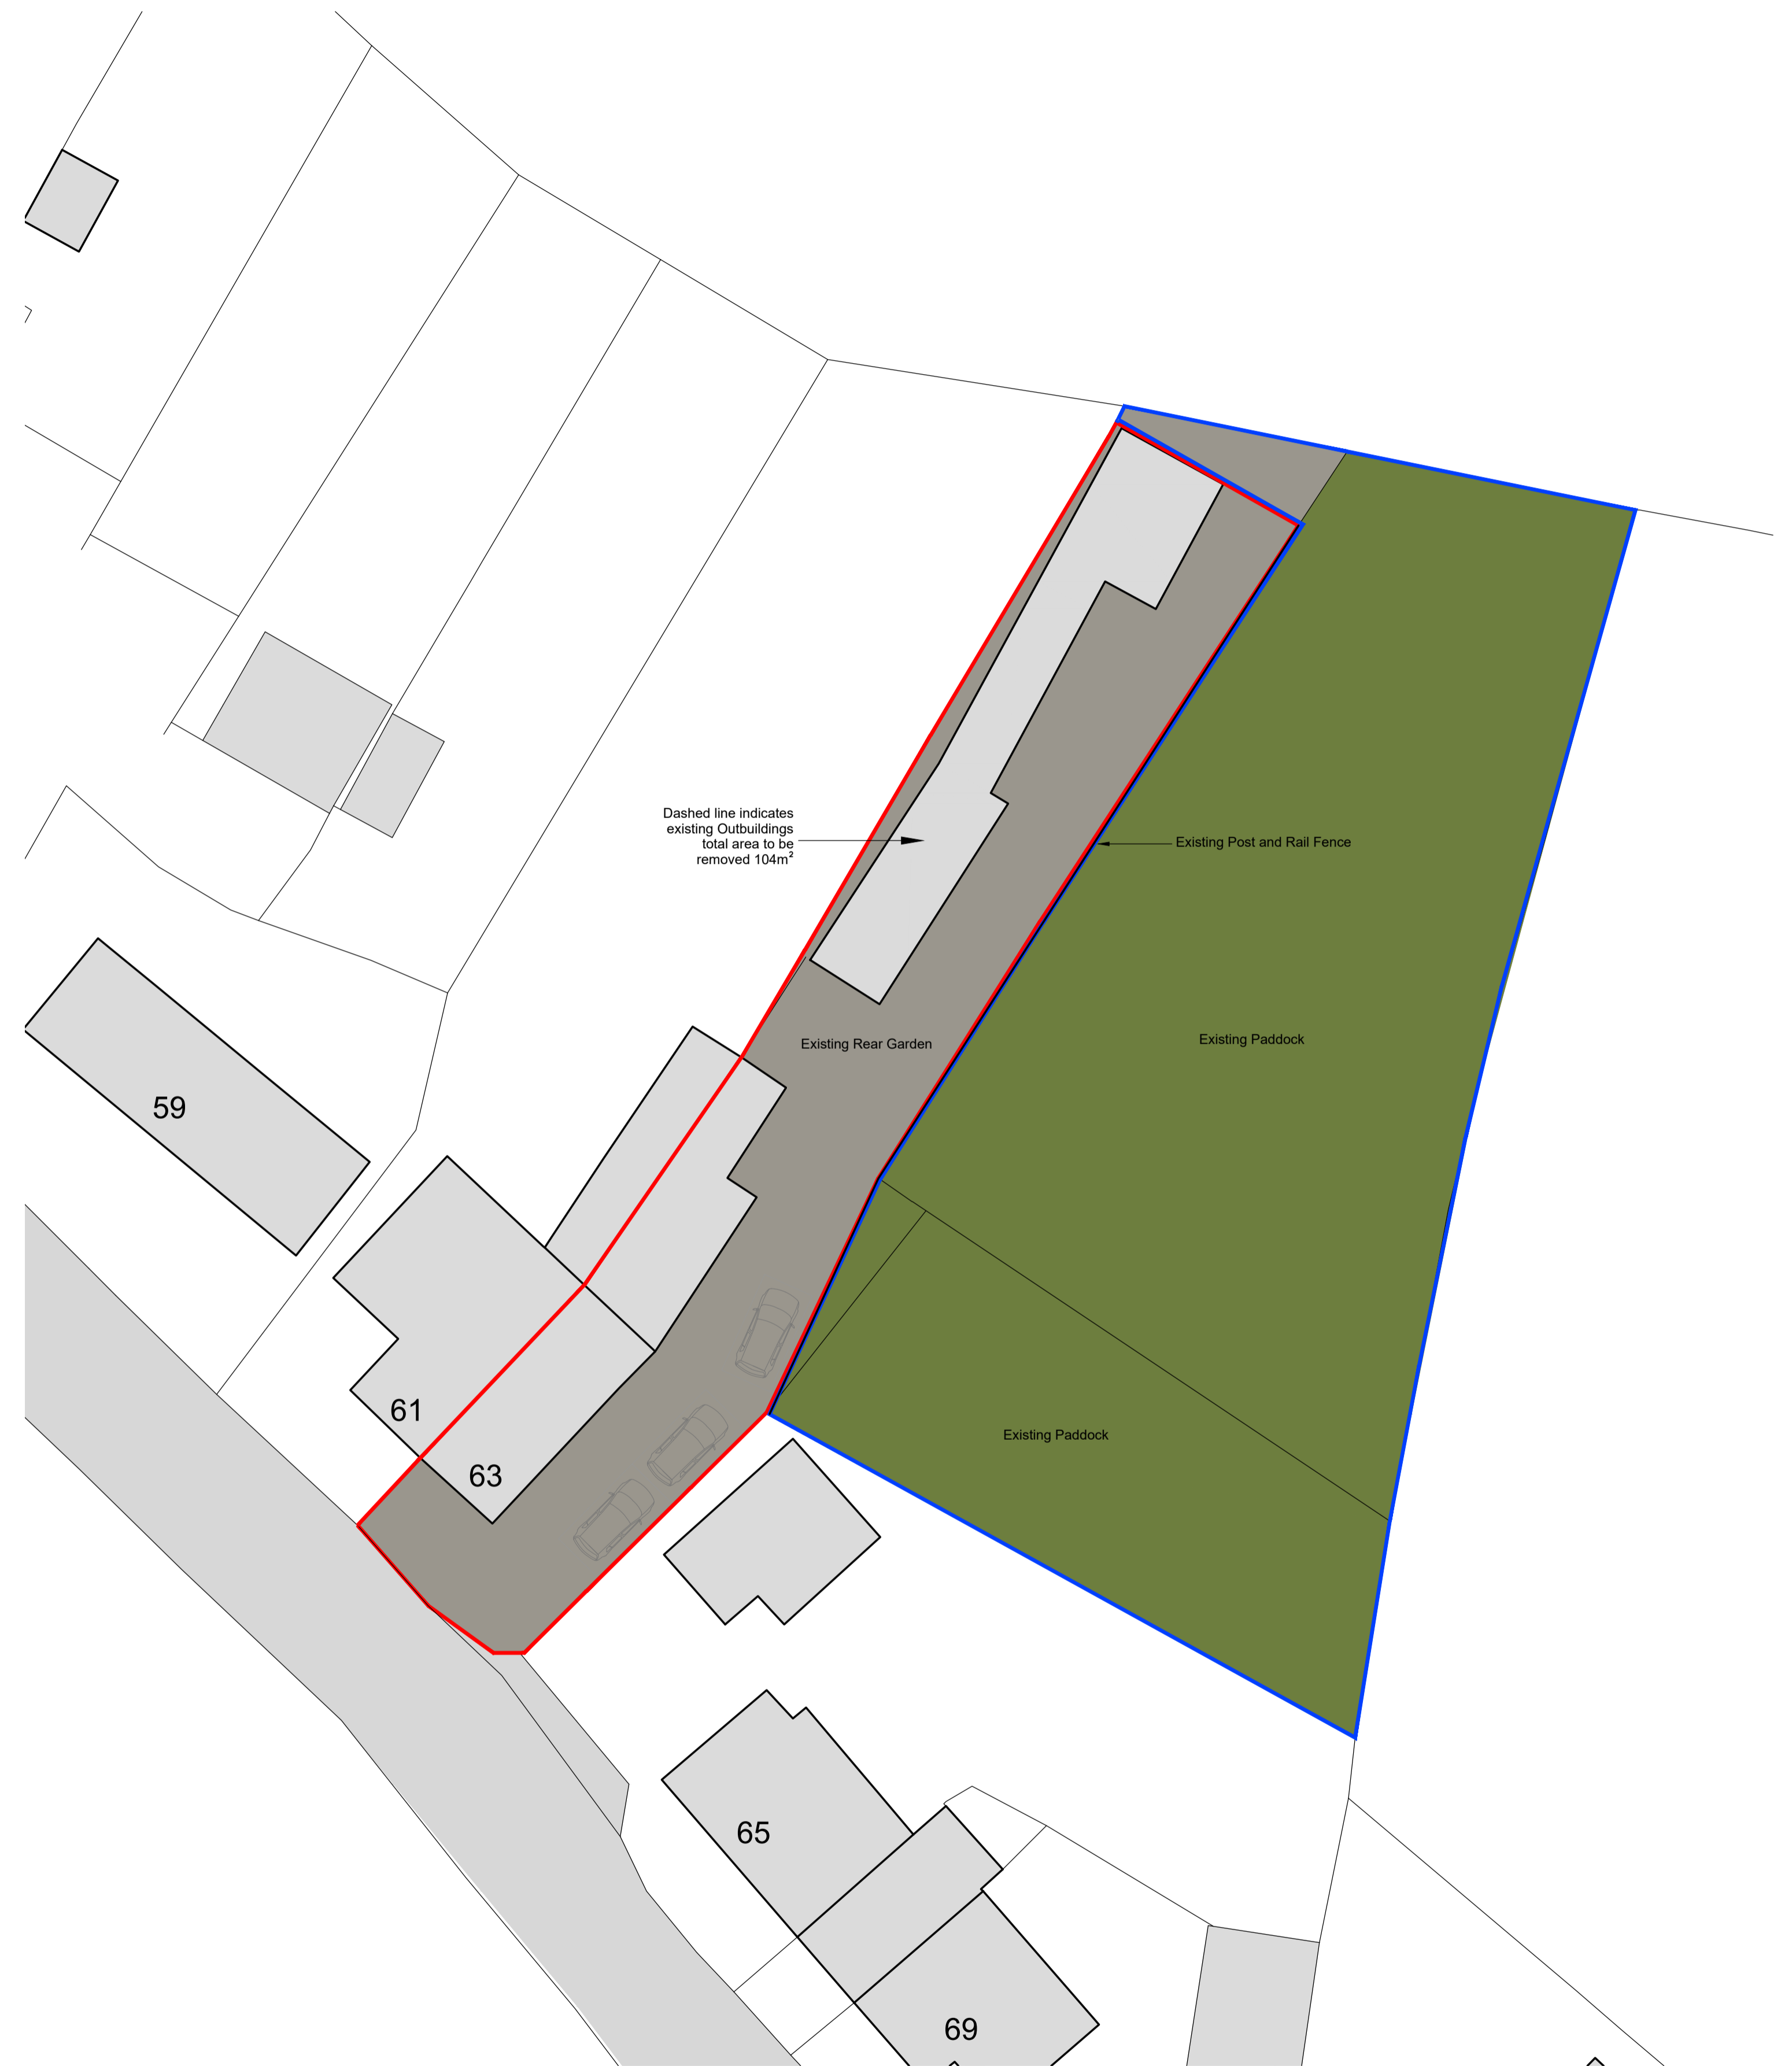 Dashed line indicates
existing Outbuildings
total area to be
removed 104m²
Existing Post and Rail Fence
Existing Rear Garden
Existing Paddock
59
61
63
Existing Paddock
65
69